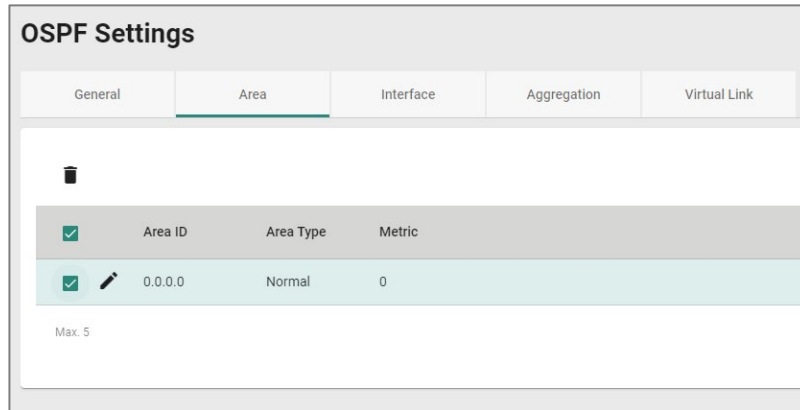 OSPF Settings
General Area Interface Aggregation Virtual Link
Area ID Area Type Metric
0.0.0.0 Normal 0
Max. 5